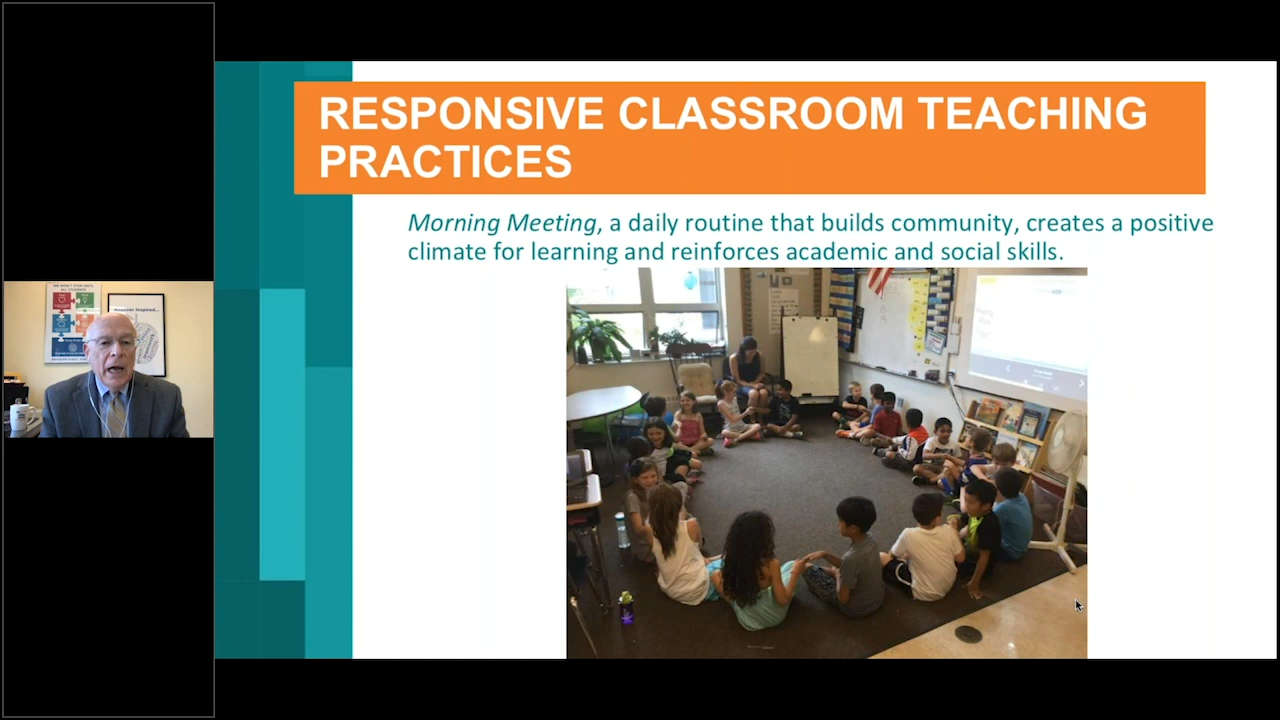 RESPONSIVE CLASSROOM TEACHING
PRACTICES
Morning Meeting, a daily routine that builds community, creates a positive
climate for learning and reinforces academic and social skills.